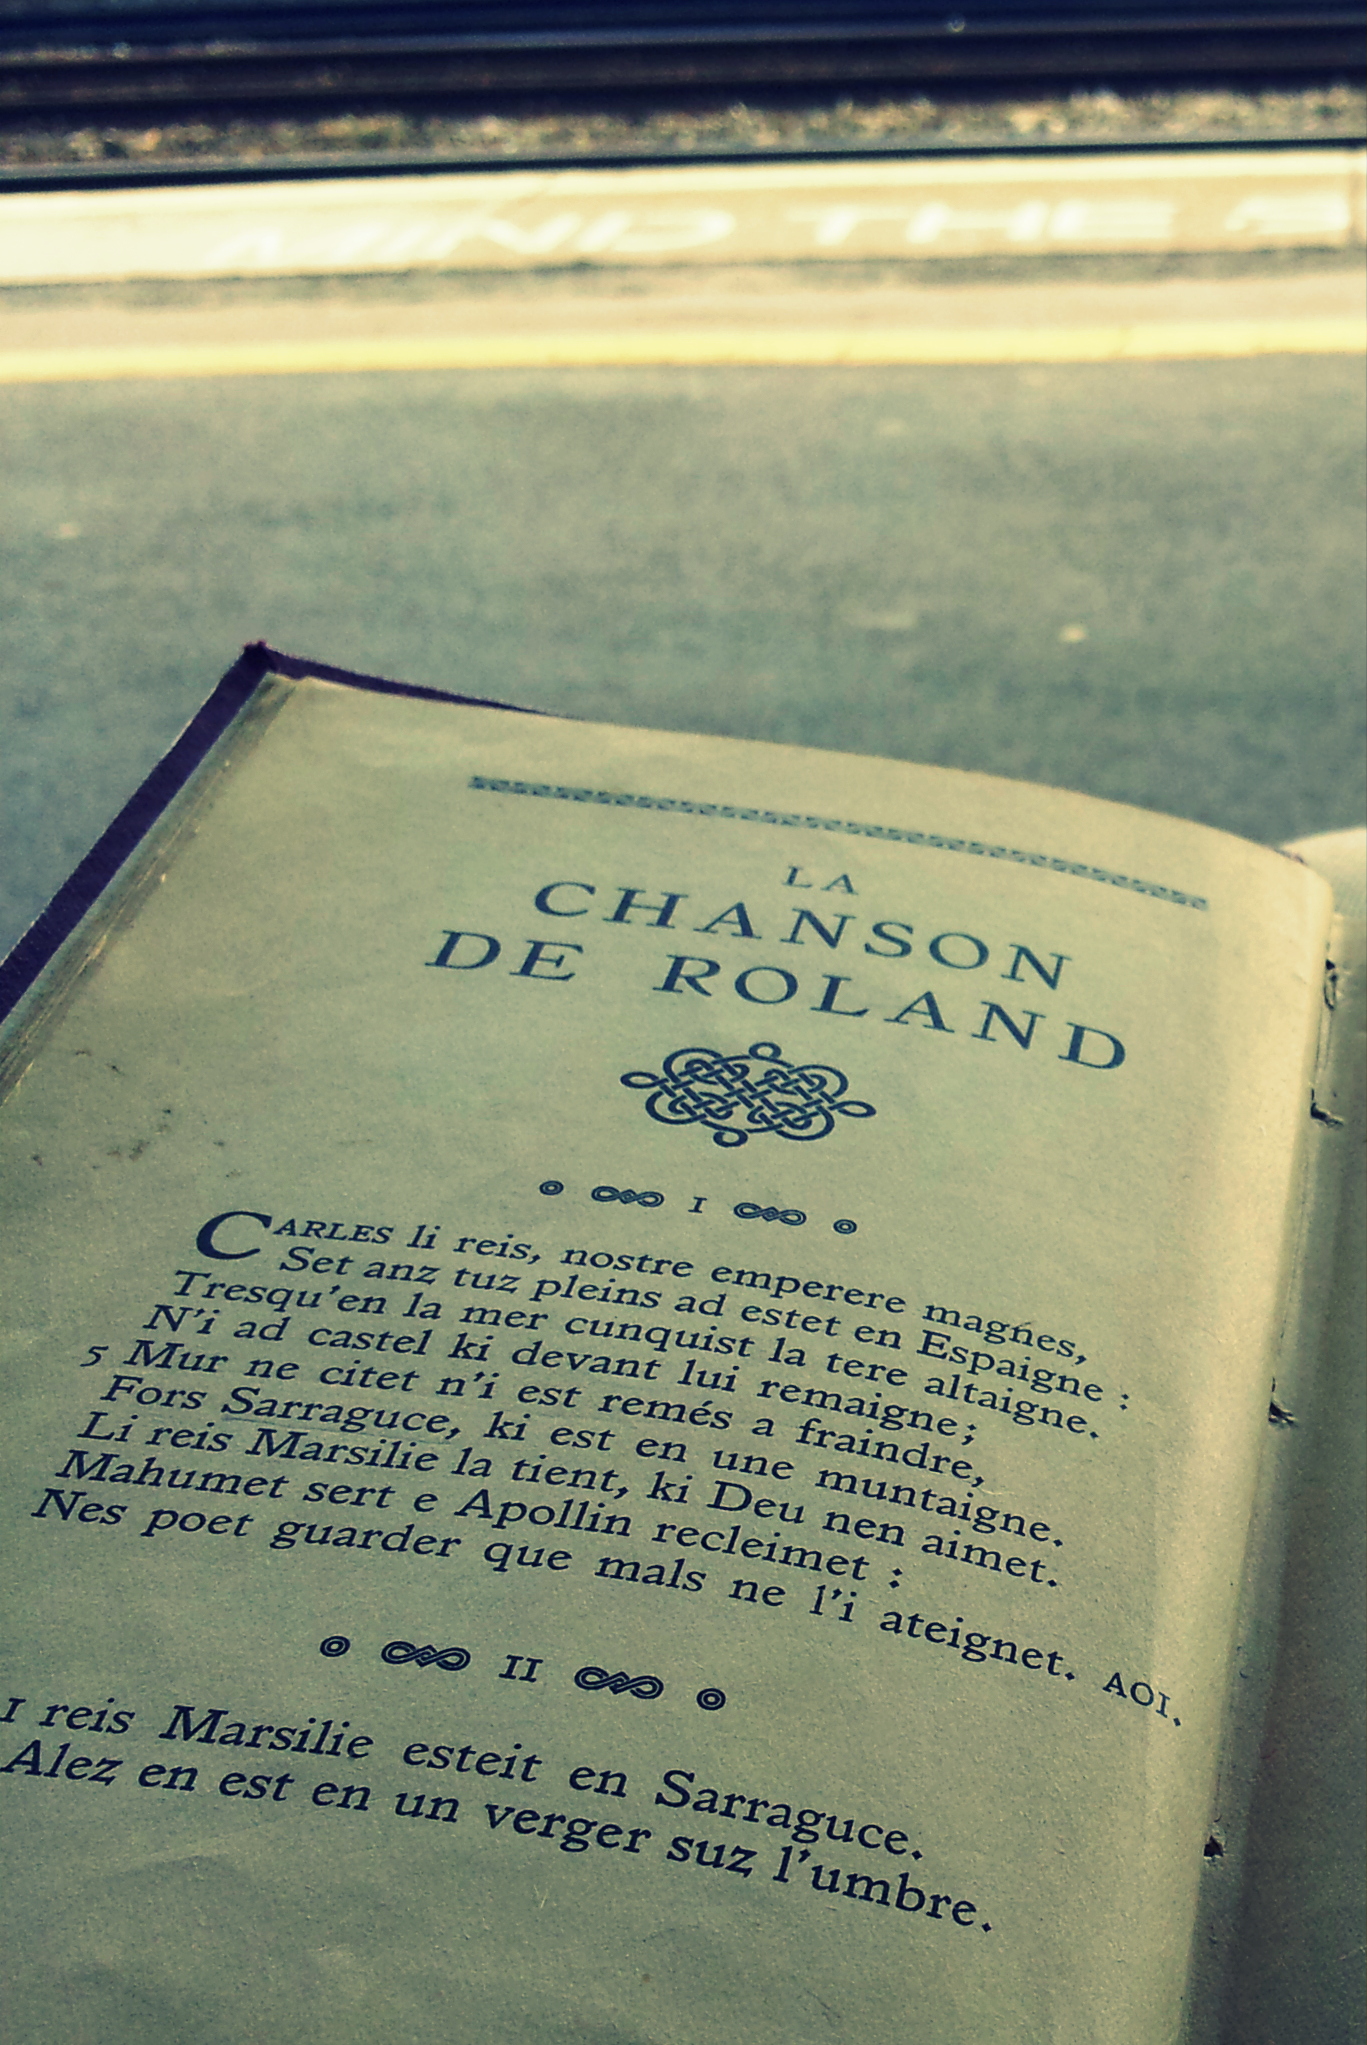 MIND THE
LA
CHANSON
DE ROLAND
I
CARLES li reis, nostre emperere magnes,
Set anz tuz pleins ad estet en Espaigne :
Tresqu'en la mer cunquist la tere altaigne.
N'i ad castel ki devant lui remaigne;
5 Mur ne citet n'i est remés a fraindre,
Fors Sarraguce, ki est en une muntaigne.
Li reis Marsilie la tient, ki Deu nen aimet.
Mahumet sert e Apollin recleimet :
Nes poet guarder que mals ne l'i ateignet. AOI.
II
I reis Marsilie esteit en Sarraguce.
Alez en est en un verger suz l'umbre.